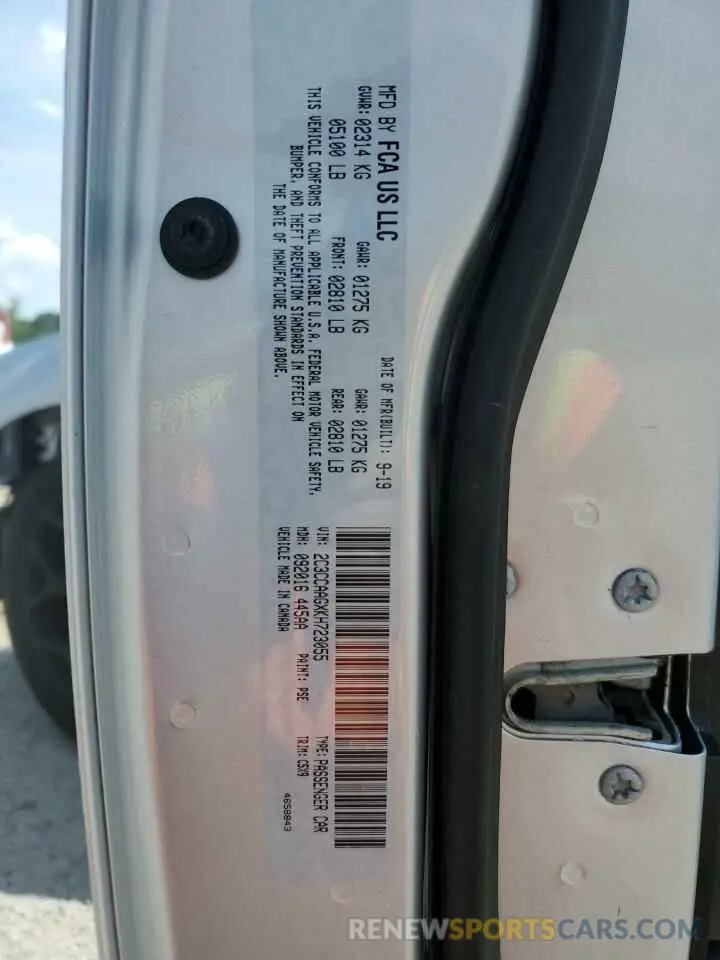 MFD BY FCA US LLC
DATE OF MFR(BUILT): 9-19
GVWR: 02314 KG
GAWR: 01275 KG
GAWR: 01275 KG
05100 LB
FRONT: 02810 LB
REAR: 02810 LB
THIS VEHICLE CONFORMS TO ALL APPLICABLE U.S.A. FEDERAL MOTOR VEHICLE SAFETY,
BUMPER, AND THEFT PREVENTION STANDARDS IN EFFECT ON
THE DATE OF MANUFACTURE SHOWN ABOVE.
VIN: 2C3CCAAGXKH723055
TYPE: PASSENGER CAR
MDH: 092016 445AA
PAINT: PSE
TRIM: C5X9
VEHICLE MADE IN CANADA
4658843
RENEWSPORTSCARS.COM